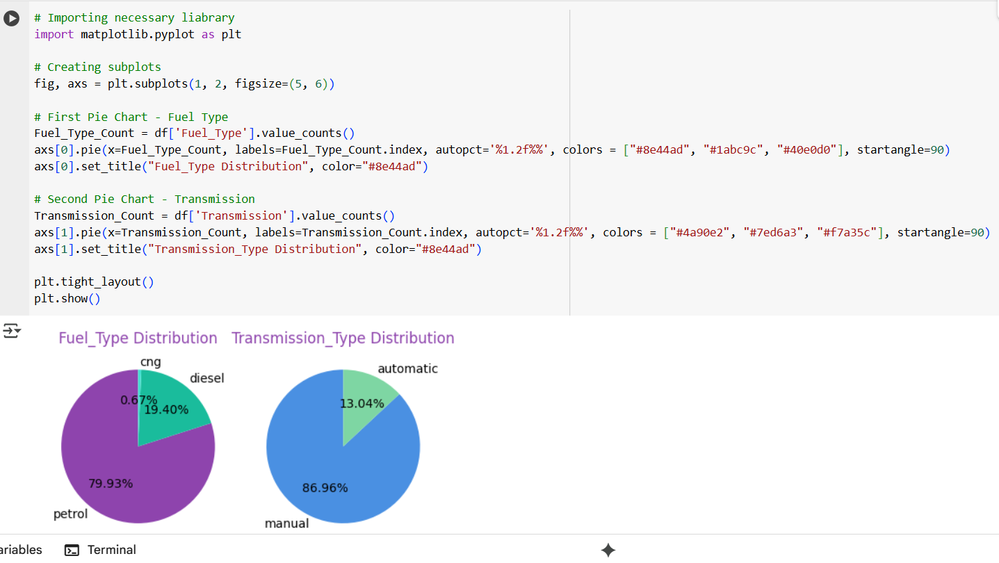 # Importing necessary liabrary
import matplotlib.pyplot as plt
# Creating subplots
fig, axs = plt.subplots(1, 2, figsize=(5, 6))
# First Pie Chart - Fuel Type
Fuel_Type_Count = df['Fuel_Type'].value_counts()
axs[0].pie(x=Fuel_Type_Count, labels=Fuel_Type_Count.index, autopct='%1.2f%%', colors = ["#8e44ad", "#1abc9c", "#40e0d0"], startangle=90)
axs[0].set_title("Fuel_Type Distribution", color="#8e44ad")
# Second Pie Chart - Transmission
Transmission_Count = df['Transmission'].value_counts()
axs[1].pie(x=Transmission_Count, labels=Transmission_Count.index, autopct='%1.2f%%', colors = ["#4a90e2", "#7ed6a3", "#f7a35c"], startangle=90)
axs[1].set_title("Transmission_Type Distribution", color="#8e44ad")
plt.tight_layout()
plt.show()
Fuel_Type Distribution
Transmission_Type Distribution
cng
diesel
0.67%
19.40%
79.93%
petrol
automatic
13.04%
86.96%
manual
ariables
Terminal